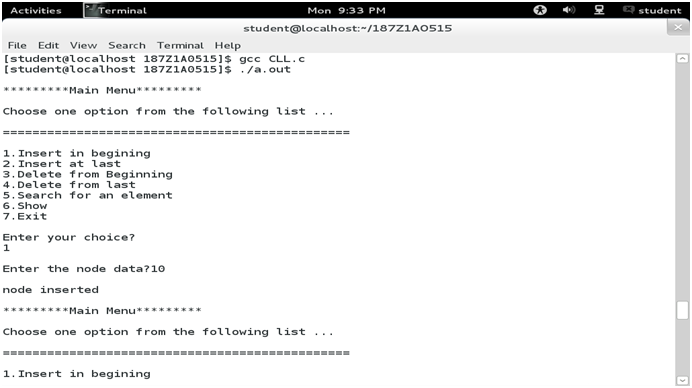 Activities Terminal Mon 9:33 PM student
student@localhost:~/187Z1A0515
File Edit View Search Terminal Help
[student@localhost 187Z1A0515]$ gcc CLL.c
[student@localhost 187Z1A0515]$ ./a.out
*********Main Menu*********
Choose one option from the following list ...
===============================================
1.Insert in begining
2.Insert at last
3.Delete from Beginning
4.Delete from last
5.Search for an element
6.Show
7.Exit
Enter your choice?
1
Enter the node data?10
node inserted
*********Main Menu*********
Choose one option from the following list ...
===============================================
1.Insert in begining